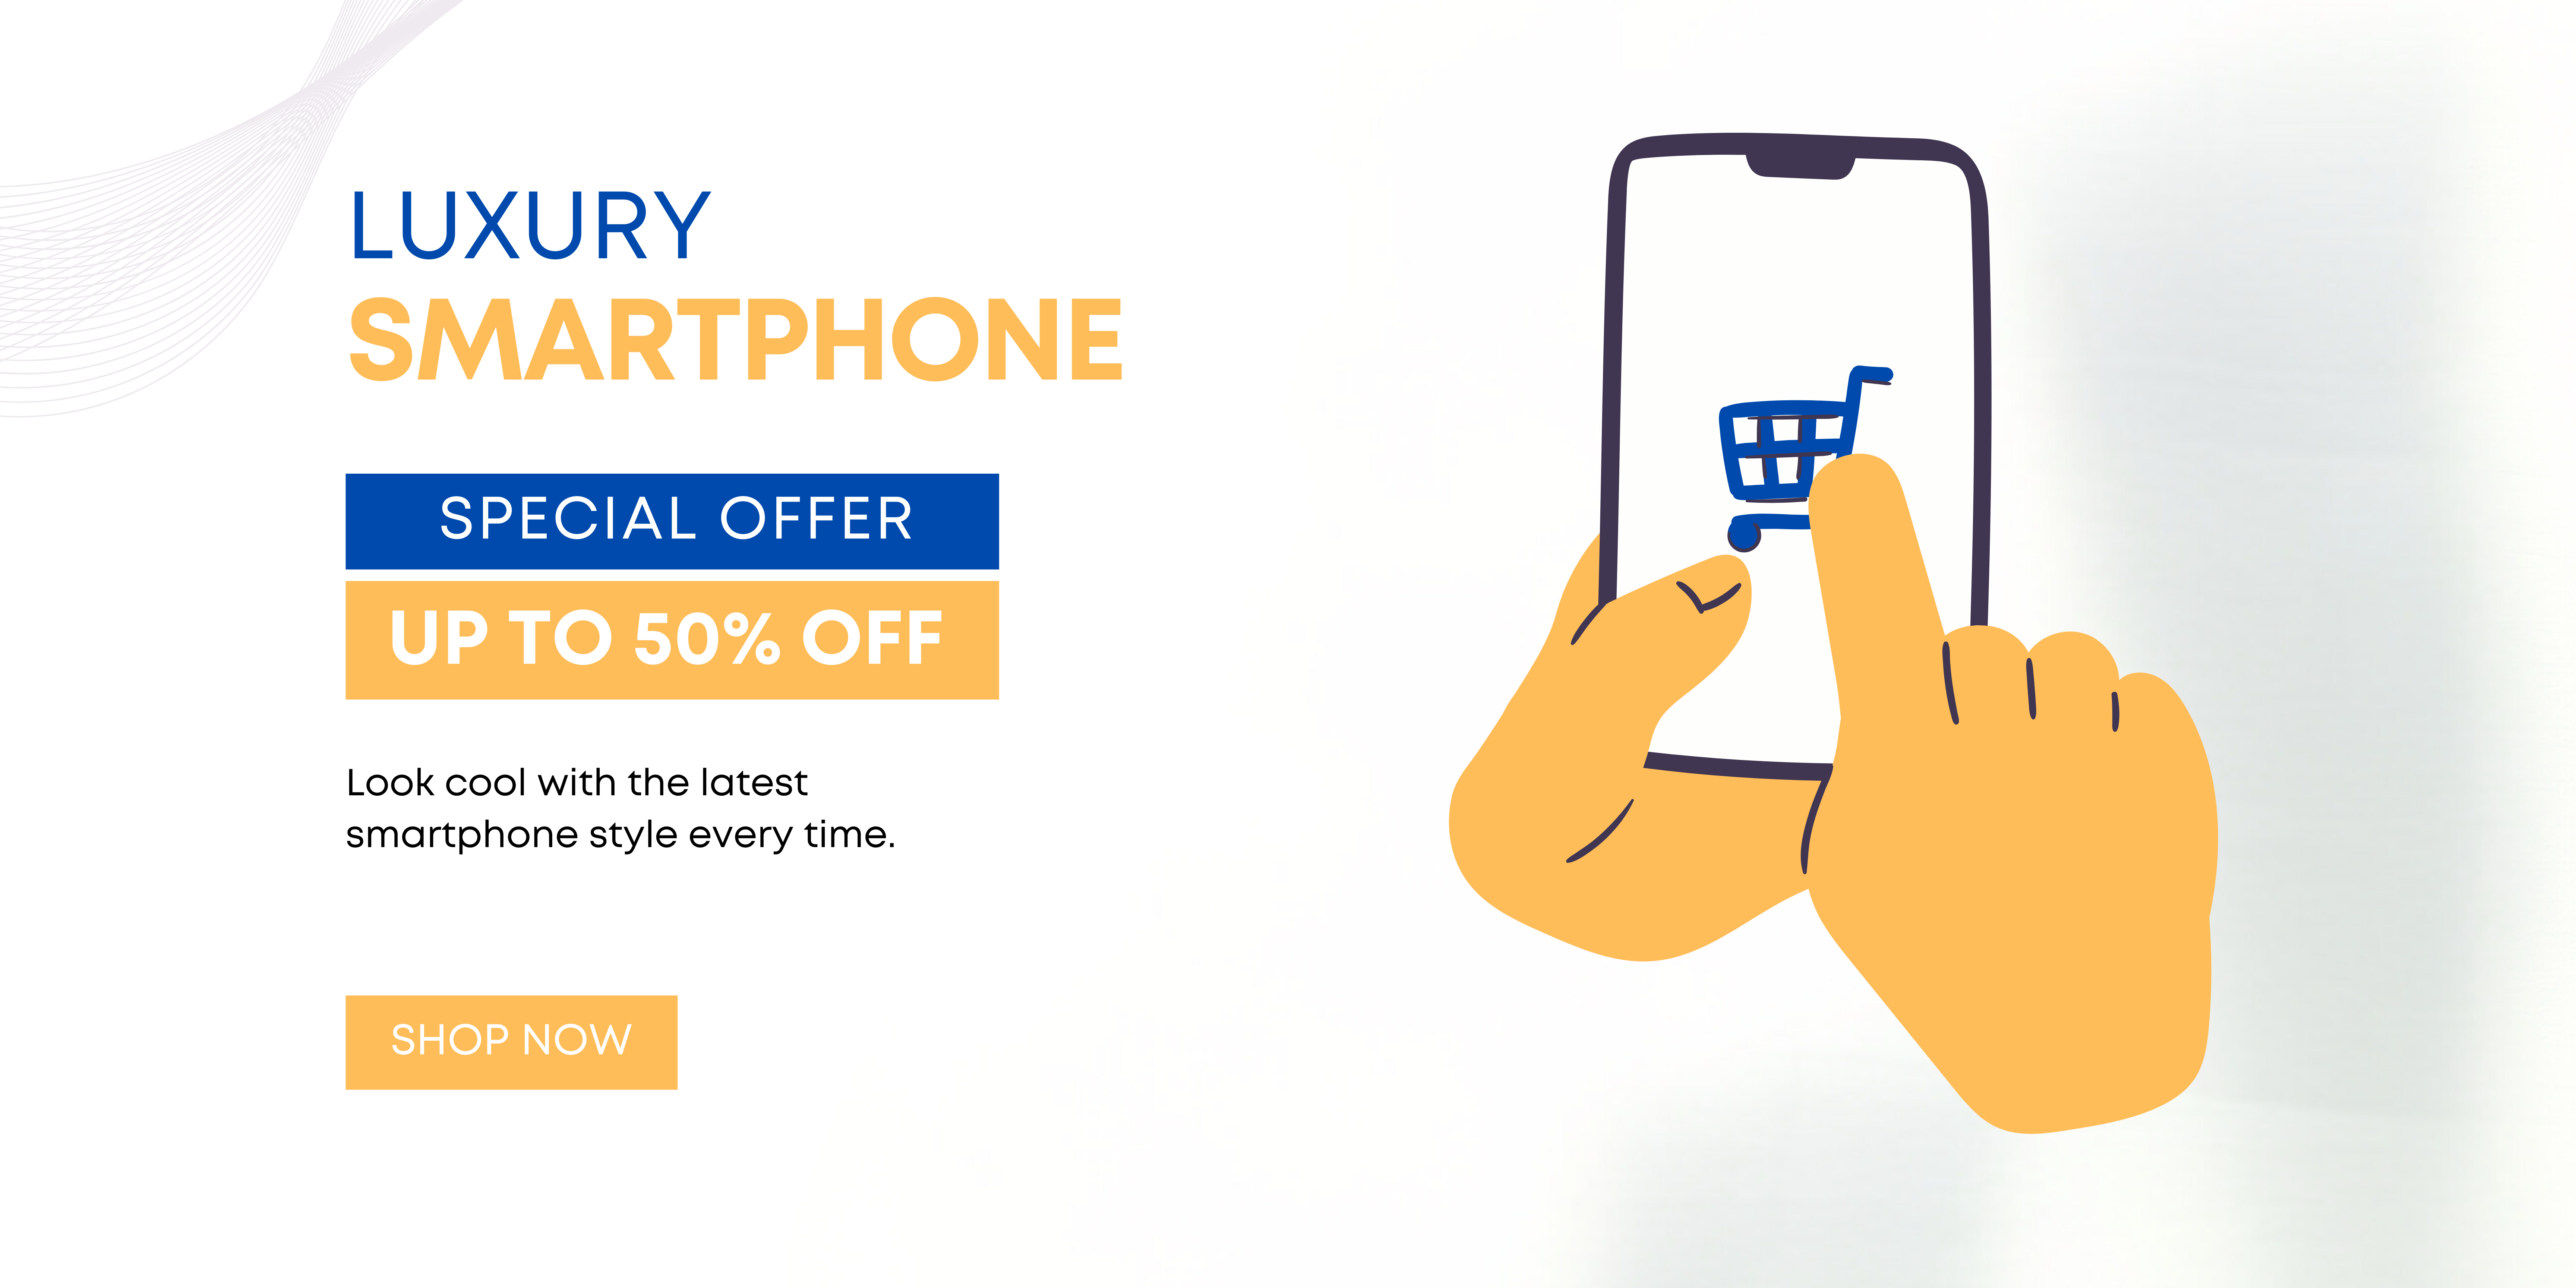 LUXURY
SMARTPHONE
SPECIAL OFFER
UP TO 50% OFF
Look cool with the latest
smartphone style every time.
SHOP NOW